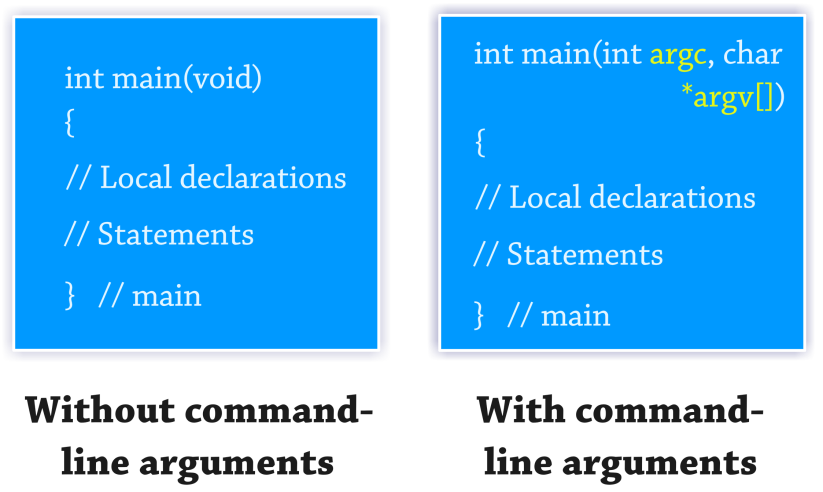 int main(void)
{
// Local declarations
// Statements
} // main
Without command-
line arguments
int main(int argc, char
*argv[])
{
// Local declarations
// Statements
} // main
With command-
line arguments